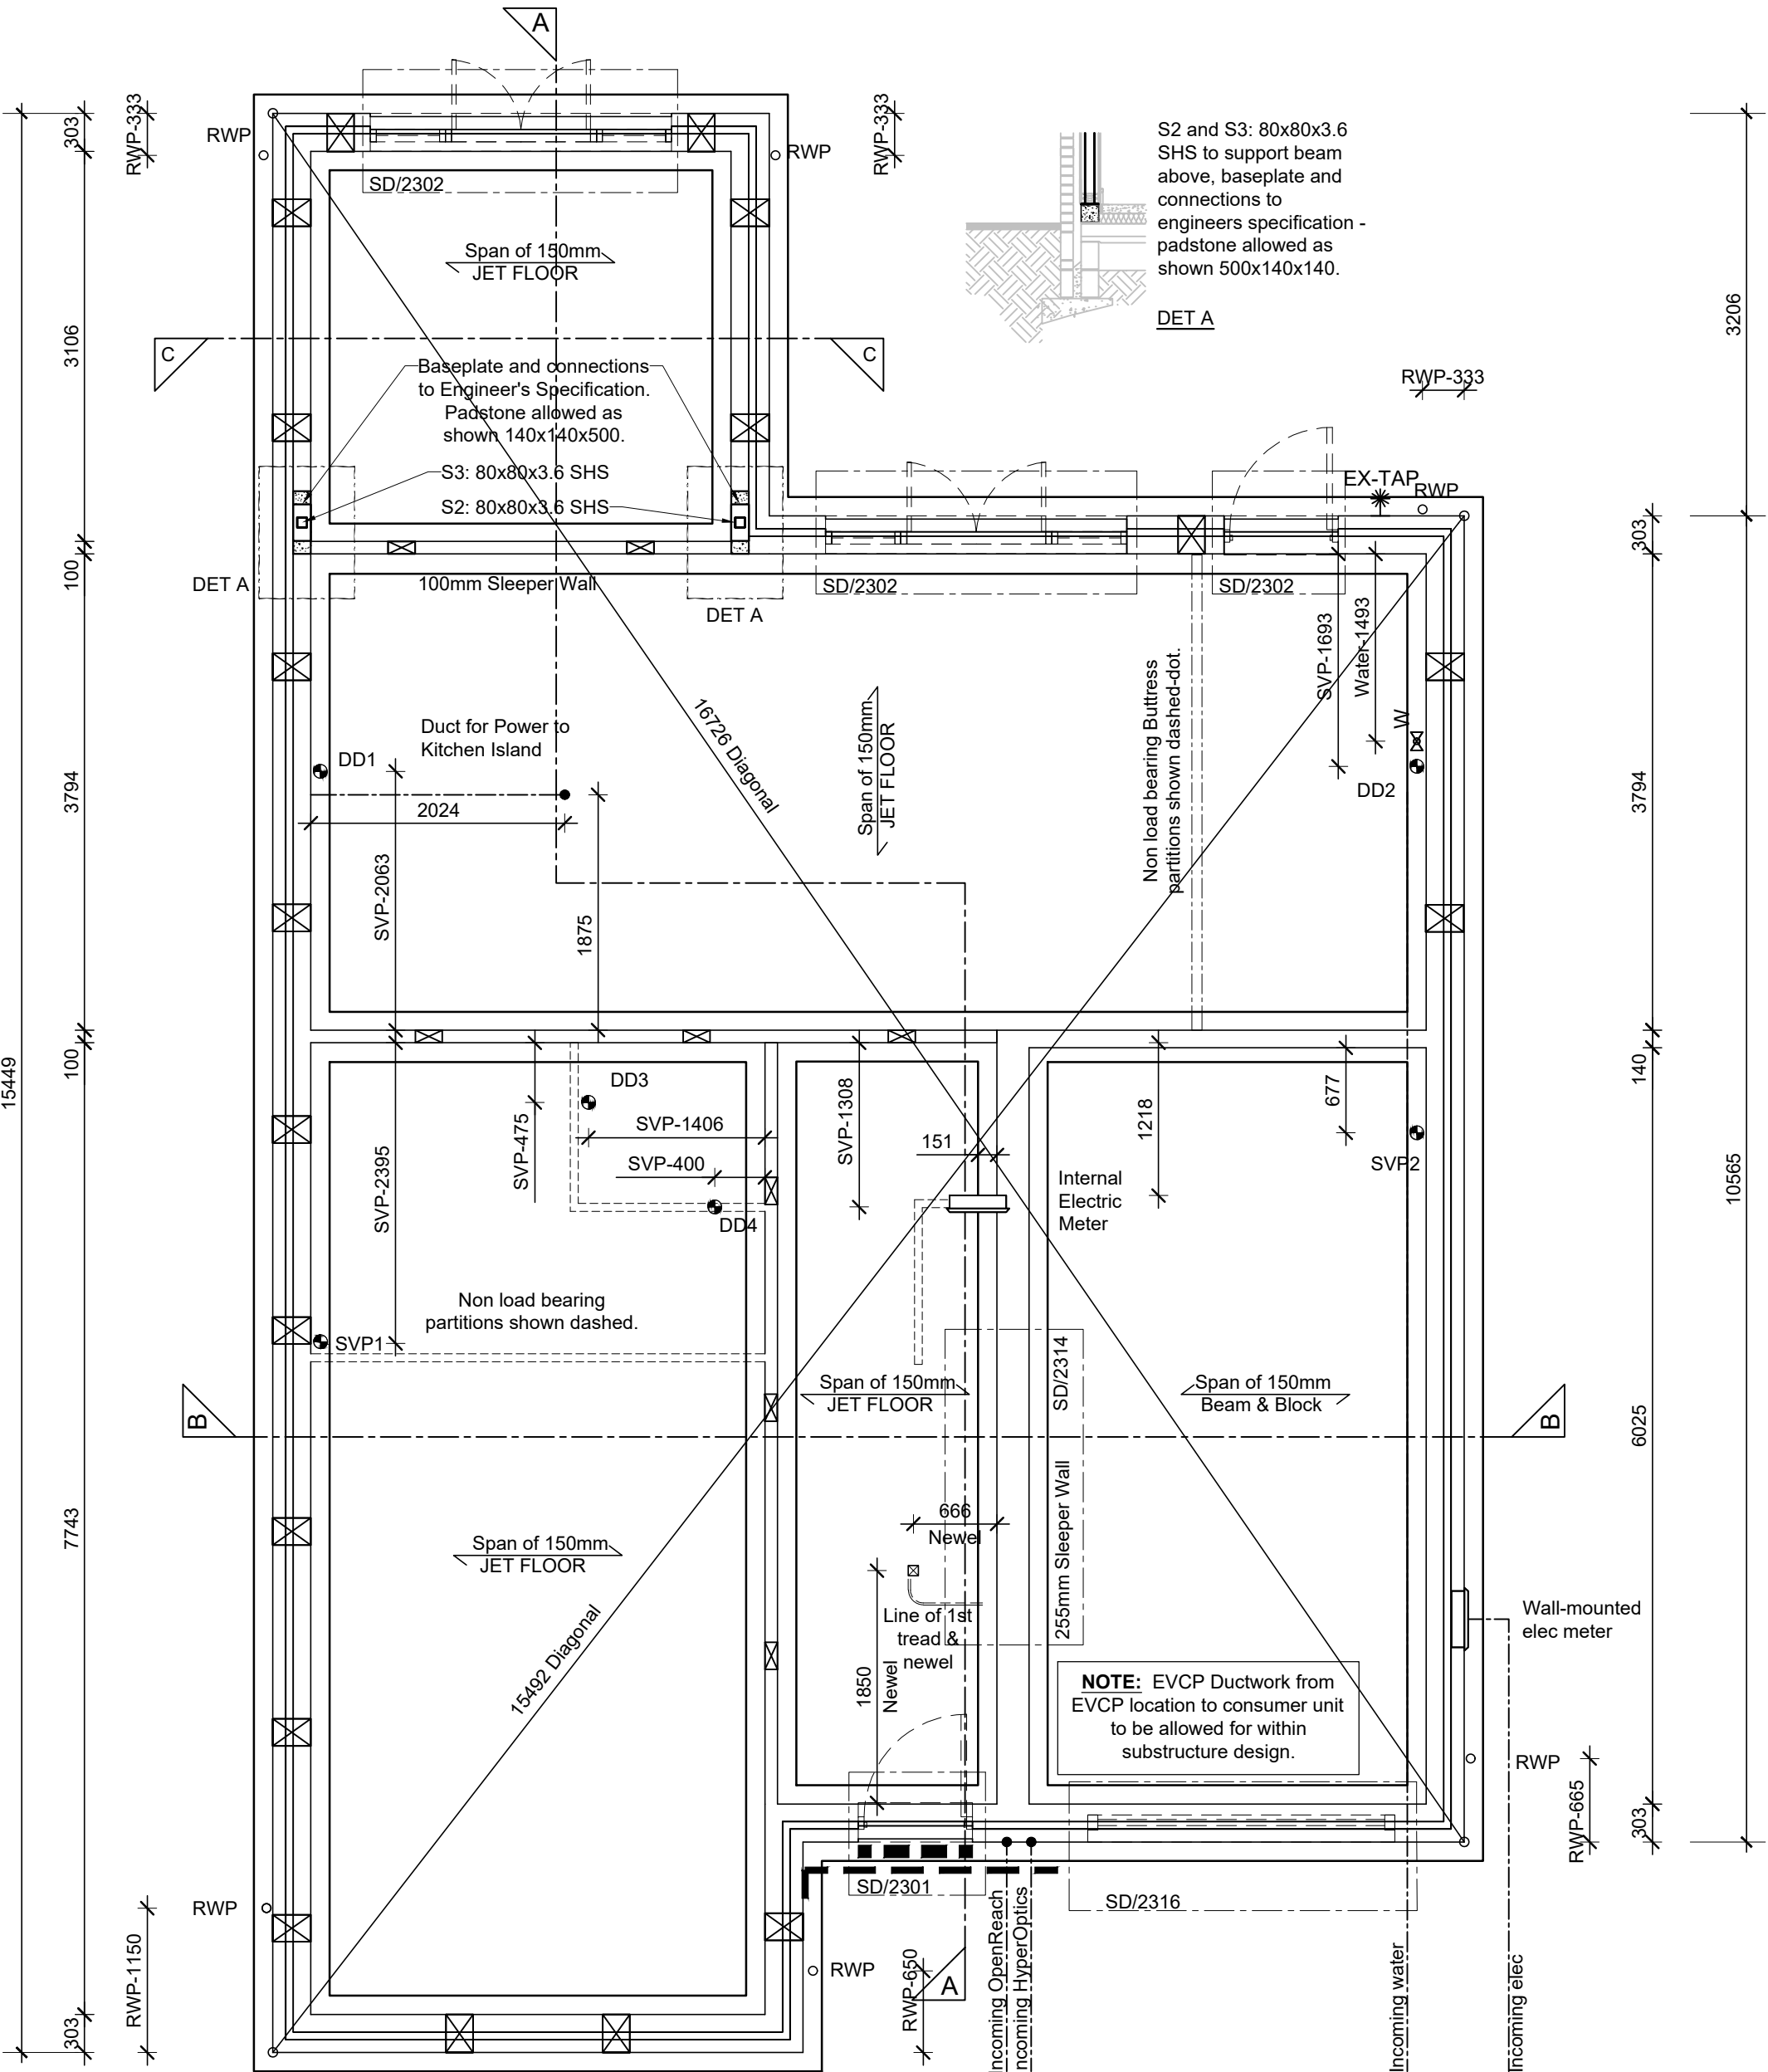 A
303
RWP-333
RWP
SD/2302
RWP
RWP-333
S2 and S3: 80x80x3.6
SHS to support beam
above, baseplate and
connections to
engineers specification -
padstone allowed as
shown 500x140x140.
DET A
Span of 150mm
JET FLOOR
3106
3206
C
C
Baseplate and connections
to Engineer's Specification.
Padstone allowed as
shown 140x140x500.
S3: 80x80x3.6 SHS
S2: 80x80x3.6 SHS
RWP-333
EX-TAP
RWP
303
100
DET A
100mm Sleeper Wall
DET A
SD/2302
SD/2302
SVP-1693
Water-1493
W
DD2
Non load bearing Buttress
partitions shown dashed-dot.
Duct for Power to
Kitchen Island
DD1
2024
16726 Diagonal
Span of 150mm
JET FLOOR
3794
3794
SVP-2063
1875
15449
100
140
DD3
SVP-475
SVP-1406
SVP-400
DD4
SVP-2395
SVP-1308
151
1218
677
SVP2
Internal
Electric
Meter
10565
Non load bearing
partitions shown dashed.
SVP1
B
Span of 150mm
JET FLOOR
SD/2314
Span of 150mm
Beam & Block
B
6025
7743
Span of 150mm
JET FLOOR
666
Newel
255mm Sleeper Wall
Line of 1st
tread &
newel
1850
Newel
15492 Diagonal
Wall-mounted
elec meter
NOTE: EVCP Ductwork from
EVCP location to consumer unit
to be allowed for within
substructure design.
RWP
RWP-665
303
SD/2301
SD/2316
RWP
RWP-1150
303
RWP
RWP-650
A
Incoming OpenReach
Incoming HyperOptics
Incoming water
Incoming elec